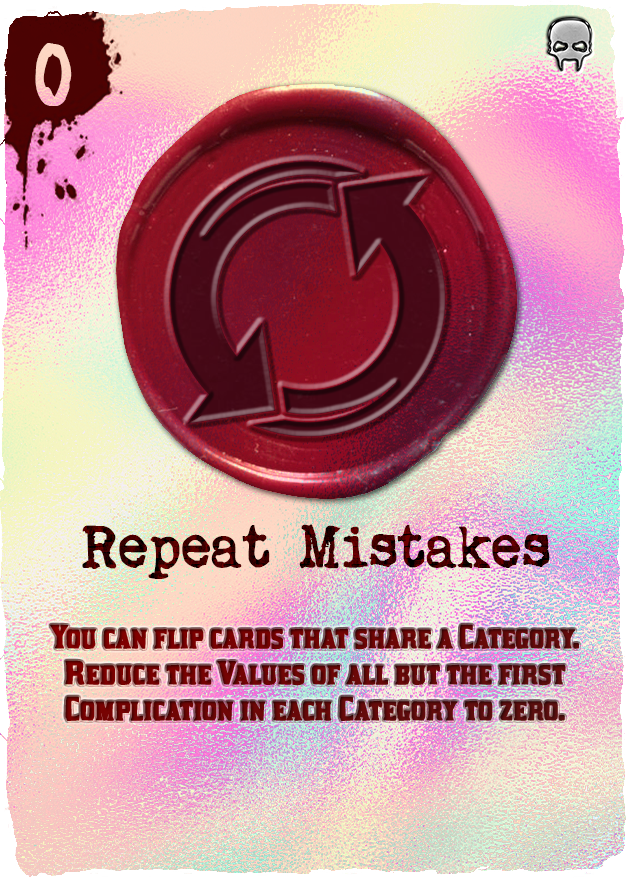 0
Repeat Mistakes
You can flip cards that share a Category.
Reduce the Values of all but the first
Complication in each Category to zero.